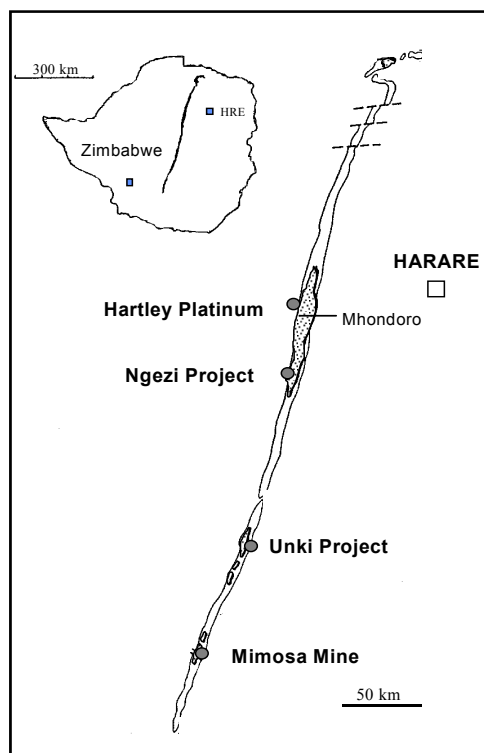 300 km
HRE
Zimbabwe
HARARE
Hartley Platinum
Mhondoro
Ngezi Project
Unki Project
Mimosa Mine
50 km